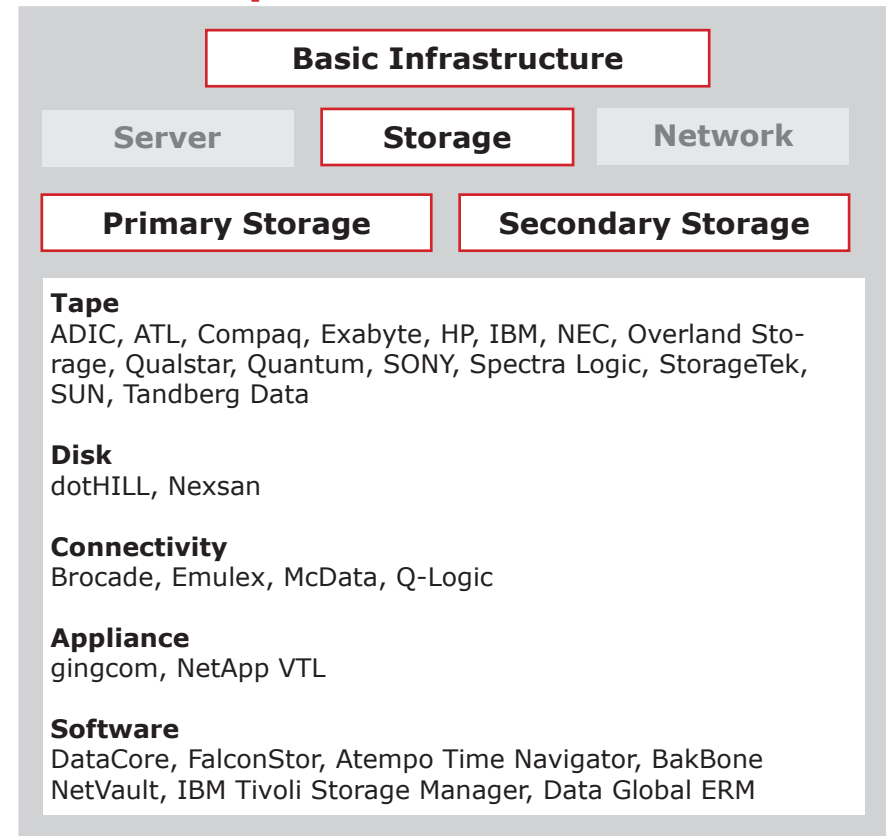 Basic Infrastructure
Server Storage Network
Primary Storage Secondary Storage
Tape
ADIC, ATL, Compaq, Exabyte, HP, IBM, NEC, Overland Sto-
rage, Qualstar, Quantum, SONY, Spectra Logic, StorageTek,
SUN, Tandberg Data
Disk
dotHILL, Nexsan
Connectivity
Brocade, Emulex, McData, Q-Logic
Appliance
gingcom, NetApp VTL
Software
DataCore, FalconStor, Atempo Time Navigator, BakBone
NetVault, IBM Tivoli Storage Manager, Data Global ERM